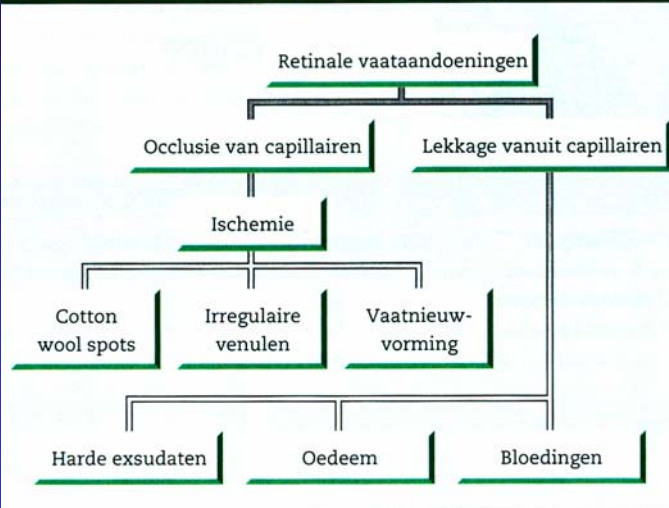 Retinale vaataandoeningen
Occlusie van capillairen
Lekkage vanuit capillairen
Ischemie
Cotton
wool spots
Irregulaire
venulen
Vaatnieuw-
vorming
Harde exsudaten
Oedeem
Bloedingen